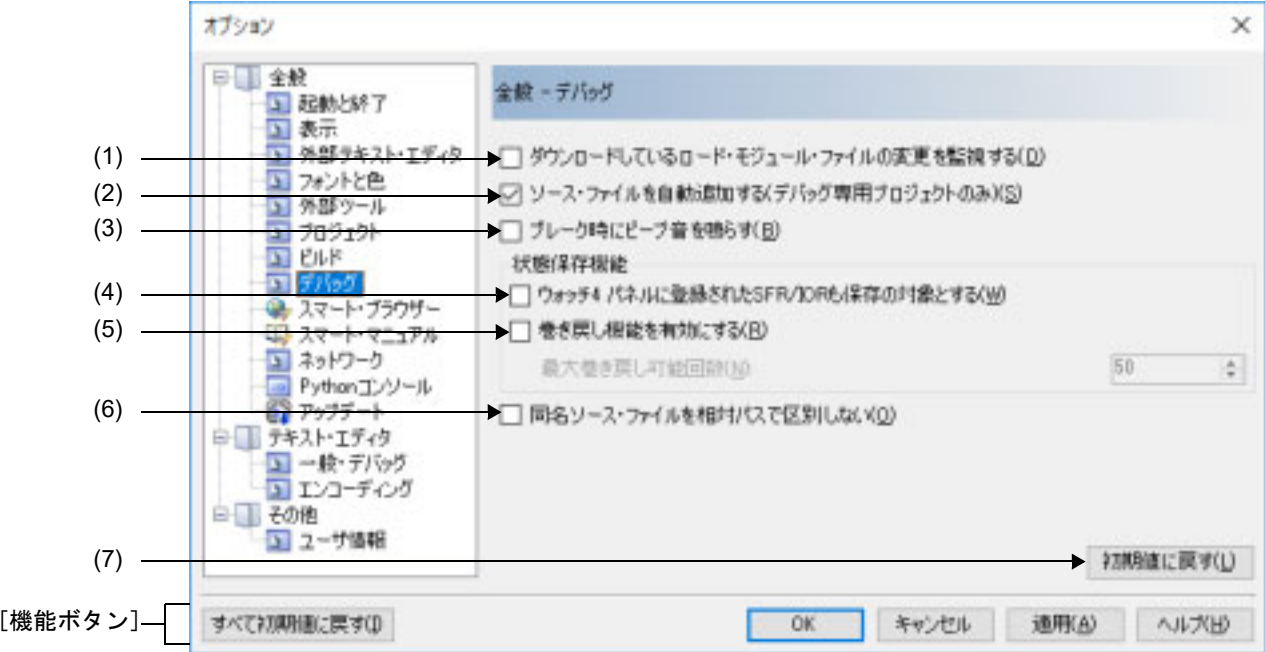 オプション
全般
起動と終了
表示
外部テキスト・エディタ
フォントと色
外部ツール
プロジェクト
ビルド
デバッグ
スマート・ブラウザー
スマート・マニュアル
ネットワーク
Pythonコンソール
アップデート
テキスト・エディタ
一般・デバッグ
エンコーディング
その他
ユーザ情報
全般 - デバッグ
(1)
ダウンロードしているロード・モジュール・ファイルの変更を監視する(D)
(2)
ソース・ファイルを自動追加する(デバッグ専用プロジェクトのみ)(S)
(3)
ブレーク時にビープ音を鳴らす(B)
状態保存機能
(4)
ウォッチ4 パネルに登録されたSFR/IORも保存の対象とする(W)
(5)
巻き戻し機能を有効にする(R)
最大巻き戻し可能回数(N)
50
(6)
同名ソース・ファイルを相対パスで区別しない(O)
(7)
初期値に戻す(L)
[機能ボタン]
すべて初期値に戻す(I)
OK
キャンセル
適用(A)
ヘルプ(H)